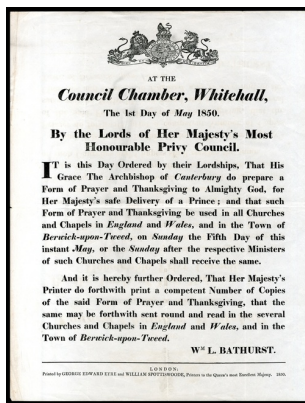 AT THE
Council Chamber, Whitehall,
The 1st Day of May 1850.
By the Lords of Her Majesty's Most
Honourable Privy Council.
IT is this Day Ordered by their Lordships, That His
Grace The Archbishop of Canterbury do prepare a
Form of Prayer and Thanksgiving to Almighty God, for
Her Majesty's safe Delivery of a Prince; and that such
Form of Prayer and Thanksgiving be used in all Churches
and Chapels in England and Wales, and in the Town of
Berwick-upon-Tweed, on Sunday the Fifth Day of this
instant May, or the Sunday after the respective Ministers
of such Churches and Chapels shall receive the same.
And it is hereby further Ordered, That Her Majesty's
Printer do forthwith print a competent Number of Copies
of the said Form of Prayer and Thanksgiving, that the
same may be forthwith sent round and read in the several
Churches and Chapels in England and Wales, and in the
Town of Berwick-upon-Tweed.
Wm L. BATHURST.
LONDON:
Printed by GEORGE EDWARD EYRE and WILLIAM SPOTTISWOODE, Printers to the Queen's most Excellent Majesty. 1850.